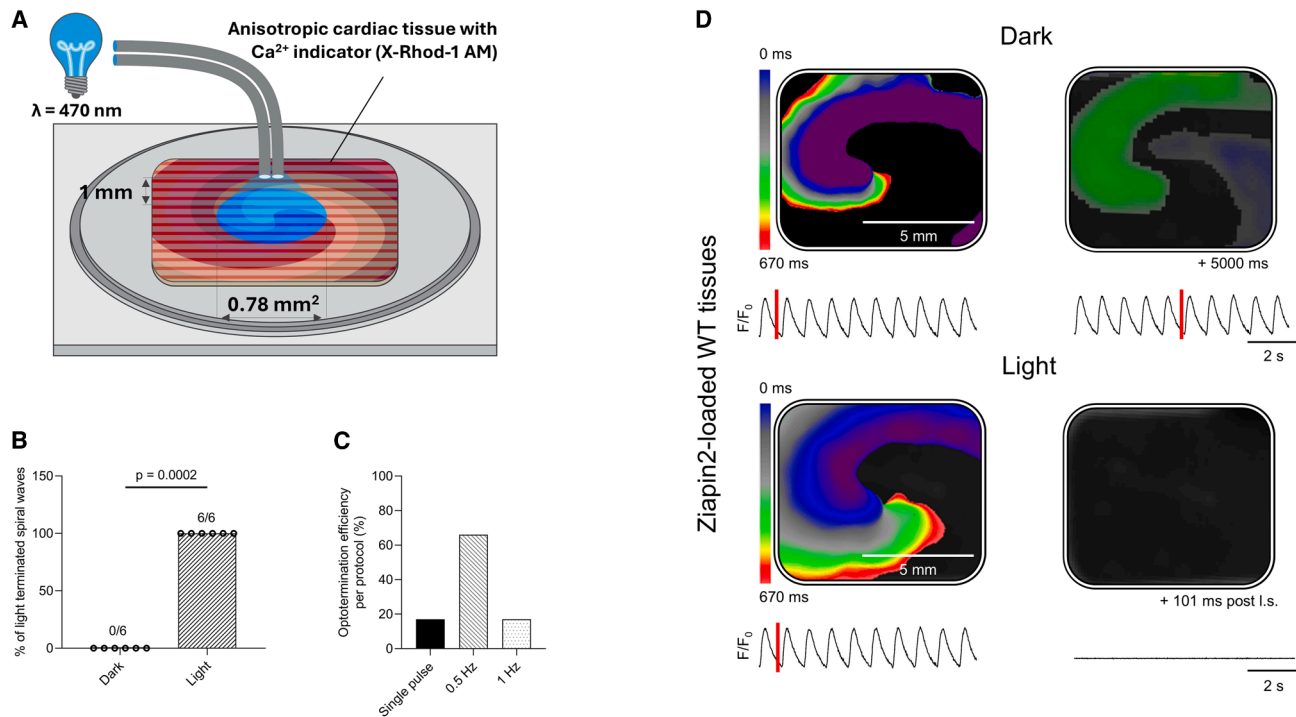 A
Anisotropic cardiac tissue with
Ca²⁺ indicator (X-Rhod-1 AM)
λ = 470 nm
1 mm
0.78 mm²
B
% of light terminated spiral waves
150
100
50
0
p = 0.0002
0/6
6/6
Dark
Light
C
Optotermination efficiency
per protocol (%)
100
80
60
40
20
0
Single pulse
0.5 Hz
1 Hz
D
Ziapin2-loaded WT tissues
Dark
0 ms
670 ms
5 mm
+ 5000 ms
F/F₀
2 s
Light
0 ms
670 ms
5 mm
+ 101 ms post l.s.
F/F₀
2 s